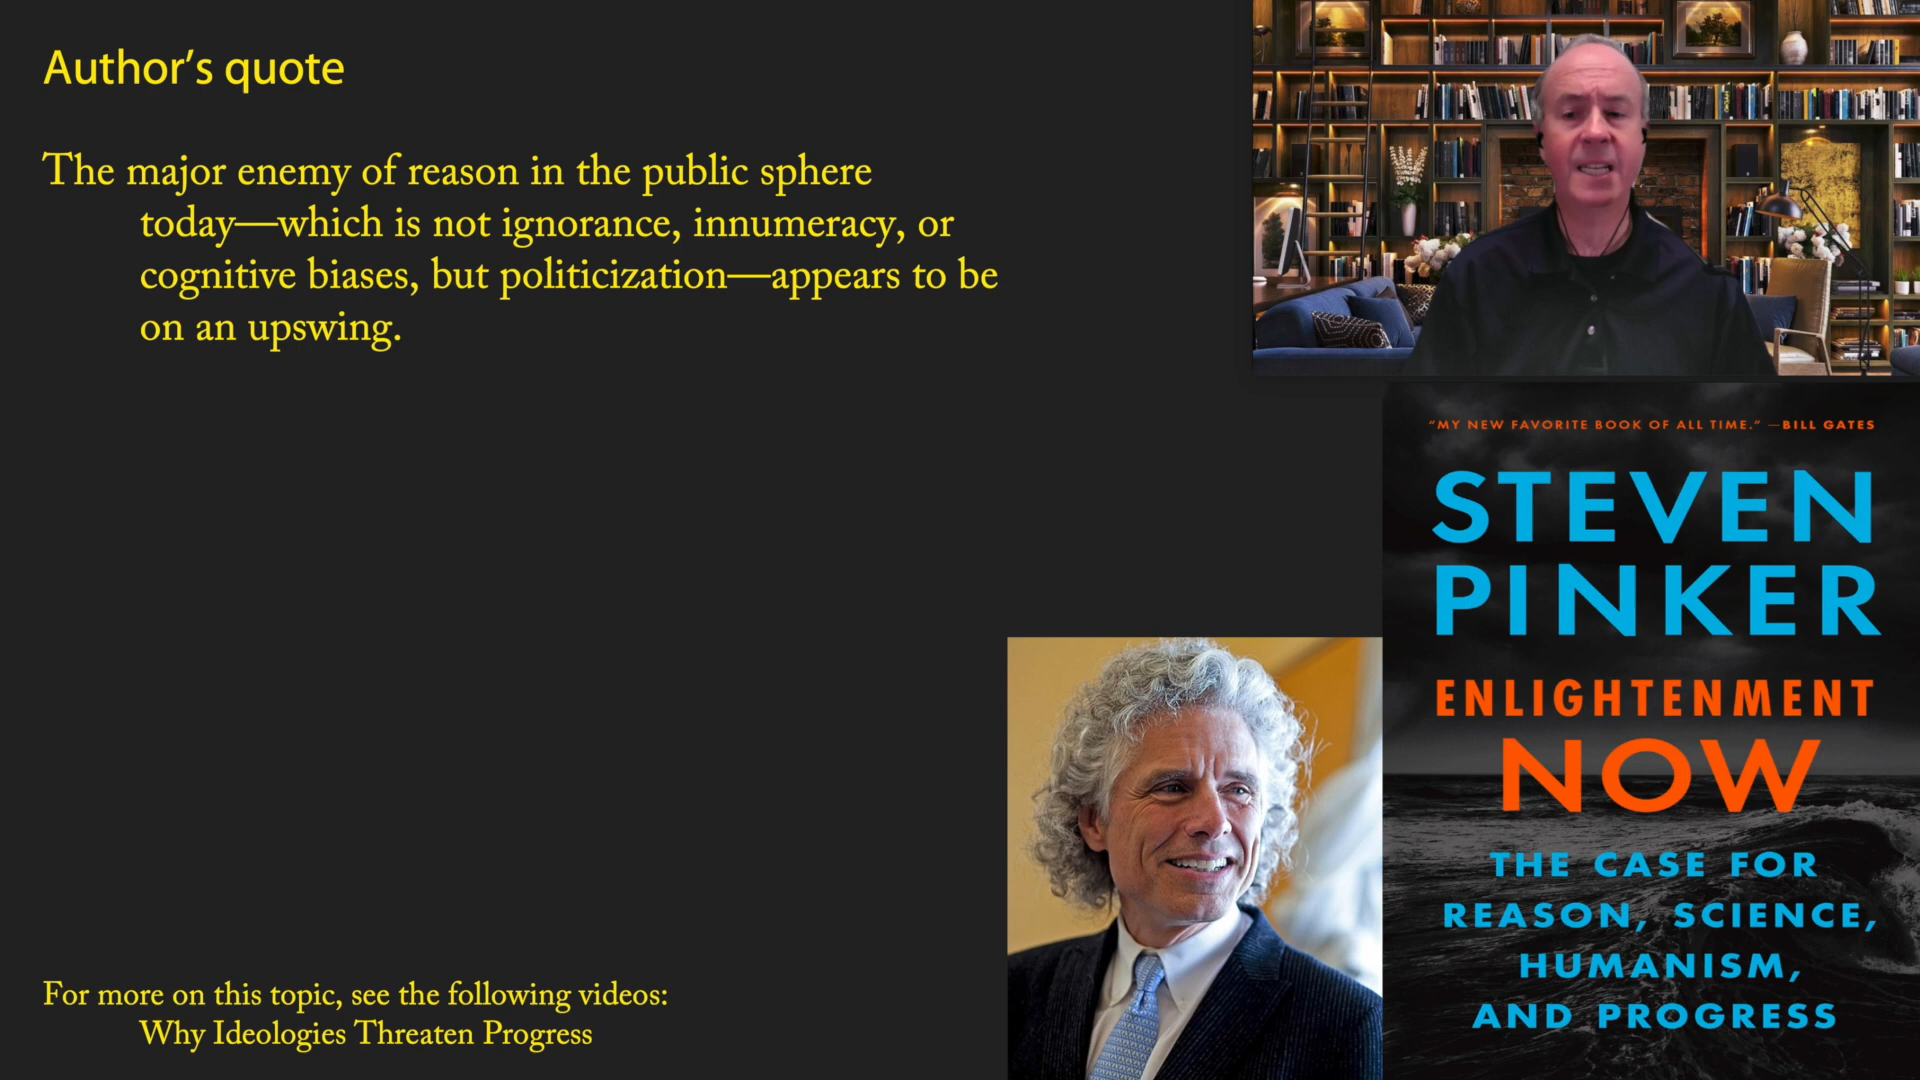 Author’s quote
The major enemy of reason in the public sphere
today—which is not ignorance, innumeracy, or
cognitive biases, but politicization—appears to be
on an upswing.
For more on this topic, see the following videos:
Why Ideologies Threaten Progress
“MY NEW FAVORITE BOOK OF ALL TIME.” —BILL GATES
STEVEN
PINKER
ENLIGHTENMENT
NOW
THE CASE FOR
REASON, SCIENCE,
HUMANISM,
AND PROGRESS